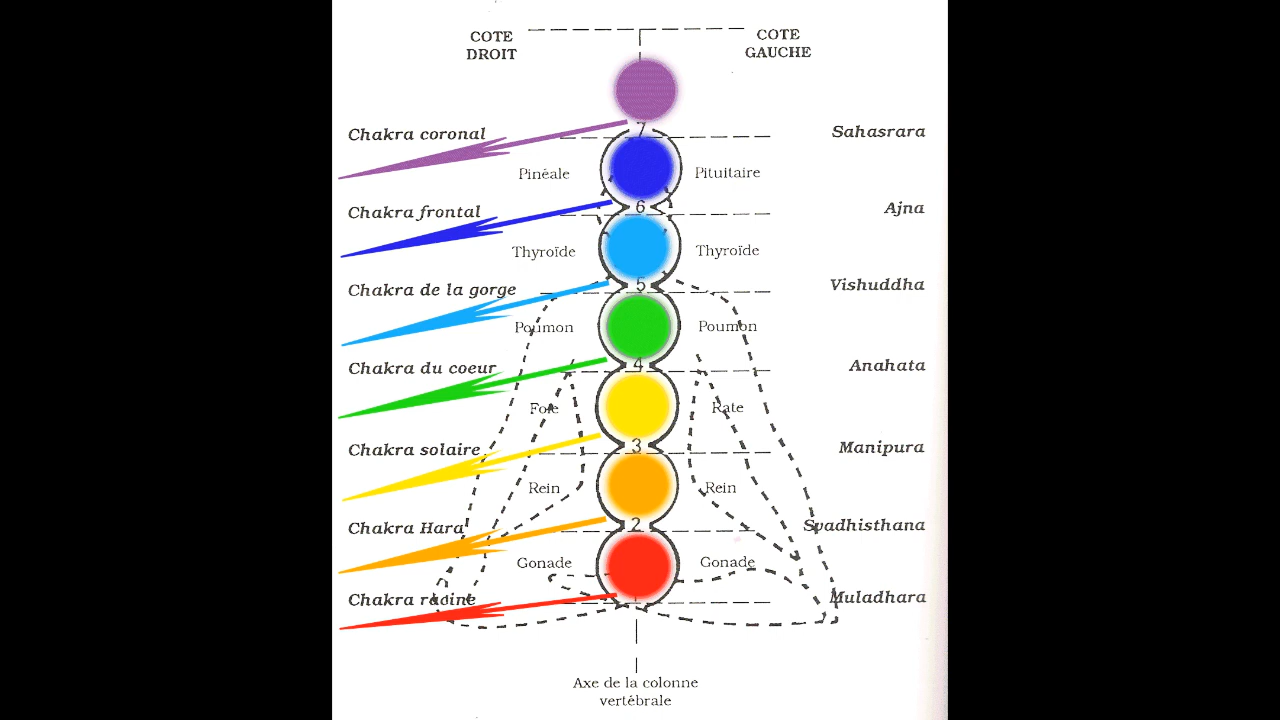 COTE
DROIT
COTE
GAUCHE
7
Chakra coronal
Sahasrara
Pinéale
Pituitaire
6
Chakra frontal
Ajna
Thyroïde
Thyroïde
5
Chakra de la gorge
Vishuddha
Poumon
Poumon
4
Chakra du coeur
Anahata
Foie
Rate
3
Chakra solaire
Manipura
Rein
Rein
2
Chakra Hara
Svadhisthana
Gonade
Gonade
Chakra racine
Muladhara
Axe de la colonne
vertébrale